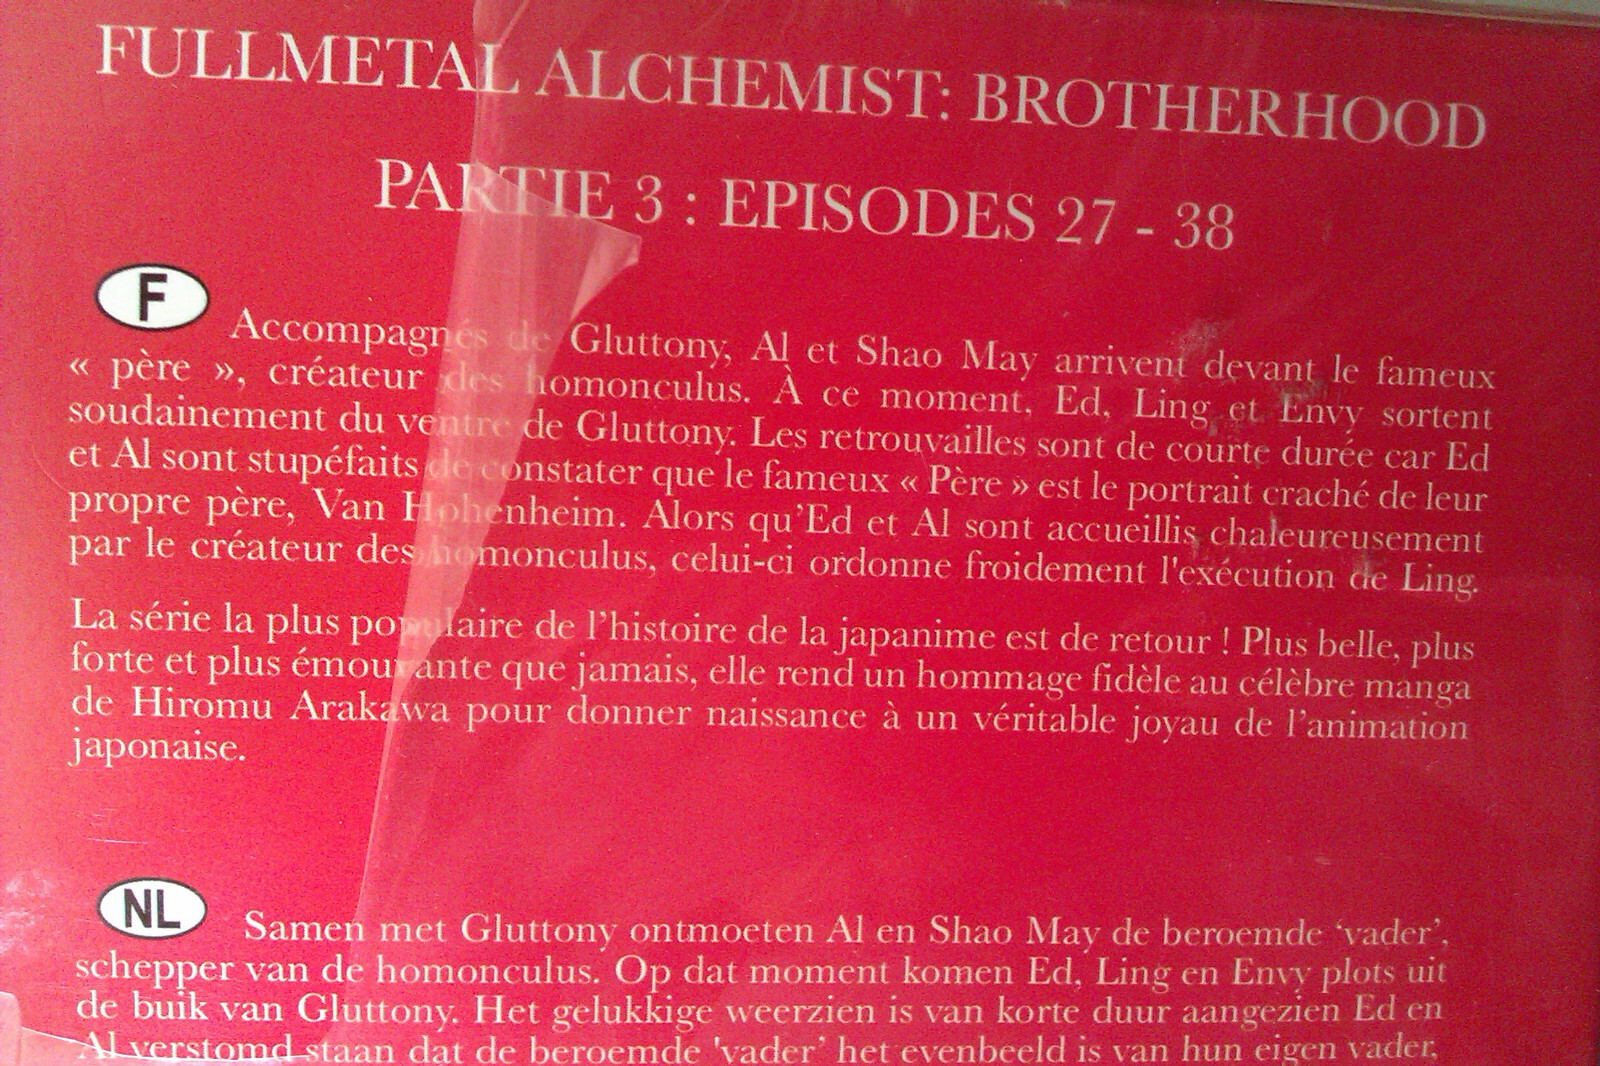 FULLMETAL ALCHEMIST: BROTHERHOOD
PARTIE 3 : EPISODES 27 - 38
F
Accompagnés de Gluttony, Al et Shao May arrivent devant le fameux
« père », créateur des homonculus. À ce moment, Ed, Ling et Envy sortent
soudainement du ventre de Gluttony. Les retrouvailles sont de courte durée car Ed
et Al sont stupéfaits de constater que le fameux « Père » est le portrait craché de leur
propre père, Van Hohenheim. Alors qu'Ed et Al sont accueillis chaleureusement
par le créateur des homonculus, celui-ci ordonne froidement l'exécution de Ling.
La série la plus populaire de l'histoire de la japanime est de retour ! Plus belle, plus
forte et plus émouvante que jamais, elle rend un hommage fidèle au célèbre manga
de Hiromu Arakawa pour donner naissance à un véritable joyau de l'animation
japonaise.
NL
Samen met Gluttony ontmoeten Al en Shao May de beroemde ‘vader’,
schepper van de homonculus. Op dat moment komen Ed, Ling en Envy plots uit
de buik van Gluttony. Het gelukkige weerzien is van korte duur aangezien Ed en
Al verstomd staan dat de beroemde 'vader’ het evenbeeld is van hun eigen vader,